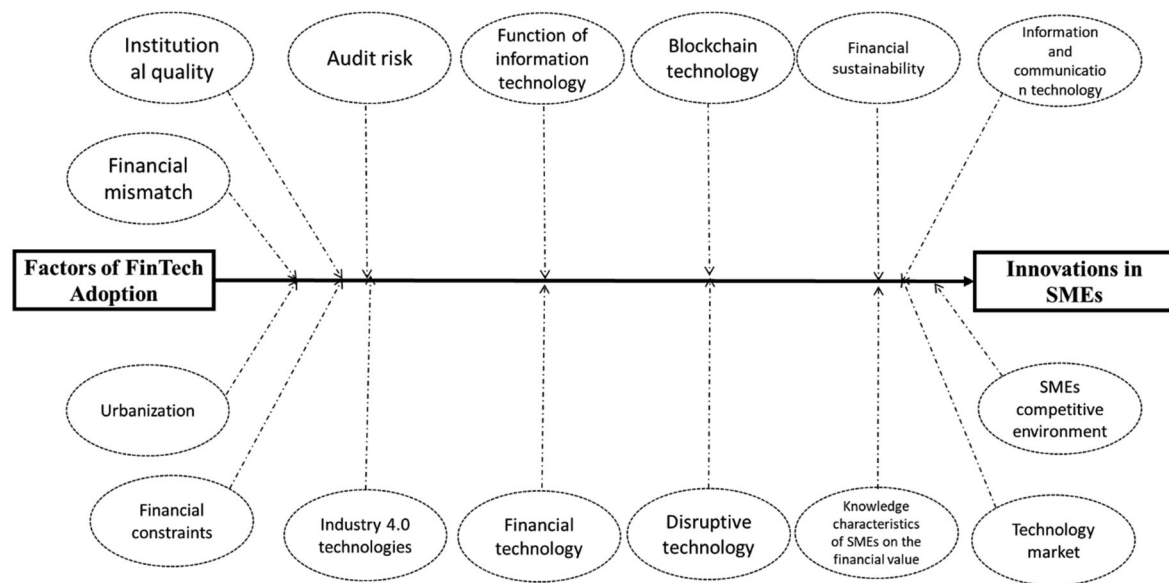 Institution
al quality
Audit risk
Function of
information
technology
Blockchain
technology
Financial
sustainability
Information
and
communicatio
n technology
Financial
mismatch
Factors of FinTech
Adoption
Innovations in
SMEs
Urbanization
SMEs
competitive
environment
Financial
constraints
Industry 4.0
technologies
Financial
technology
Disruptive
technology
Knowledge
characteristics
of SMEs on the
financial value
Technology
market